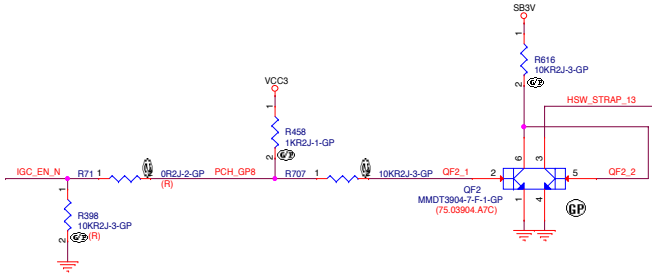 SB3V
1
R616
10KR2J-3-GP
2
G/P
HSW_STRAP_13
VCC3
1
R458
1KR2J-1-GP
2
G/P
6
3
IGC_EN_N
R71
1
0R2J-2-GP
(R)
PCH_GP8
R707
1
10KR2J-3-GP
QF2_1
2
5
QF2_2
QF2
MMDT3904-7-F-1-GP
(75.03904.A7C)
1
4
GP
1
R398
10KR2J-3-GP
2
G/P
(R)